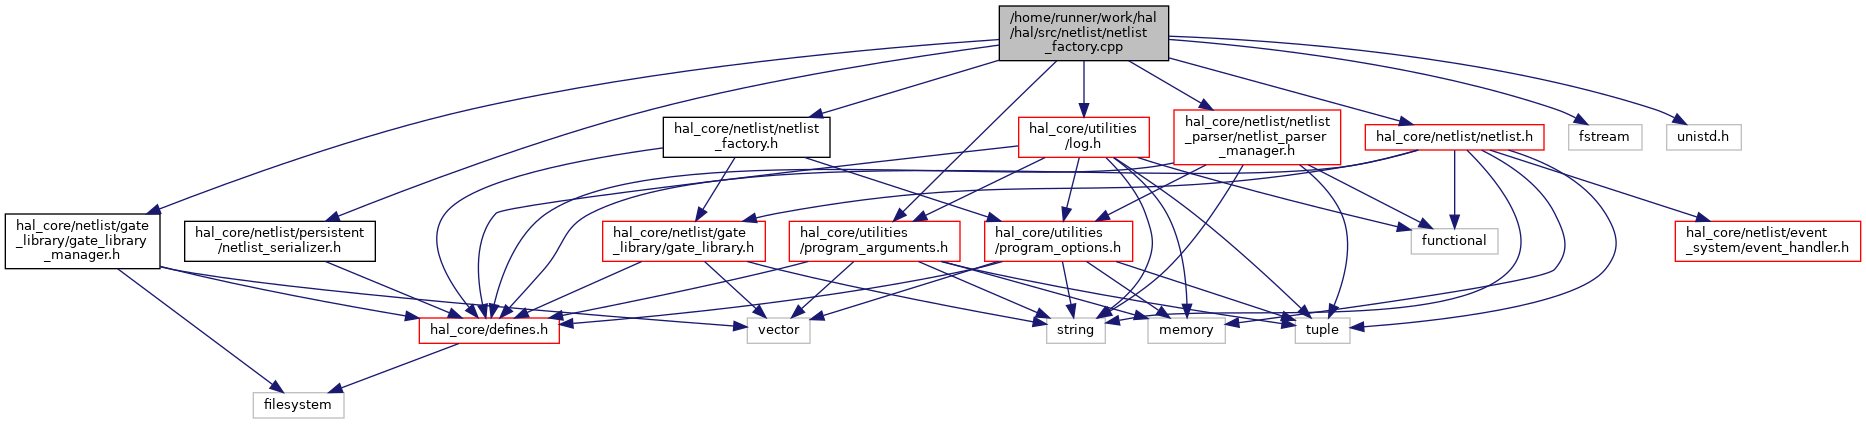 /home/runner/work/hal
/hal/src/netlist/netlist
_factory.cpp
hal_core/netlist/netlist
_factory.h
hal_core/utilities
/log.h
hal_core/netlist/netlist
_parser/netlist_parser
_manager.h
hal_core/netlist/netlist.h
fstream
unistd.h
hal_core/netlist/gate
_library/gate_library
_manager.h
hal_core/netlist/persistent
/netlist_serializer.h
hal_core/netlist/gate
_library/gate_library.h
hal_core/utilities
/program_arguments.h
hal_core/utilities
/program_options.h
functional
hal_core/netlist/event
_system/event_handler.h
hal_core/defines.h
vector
string
memory
tuple
filesystem